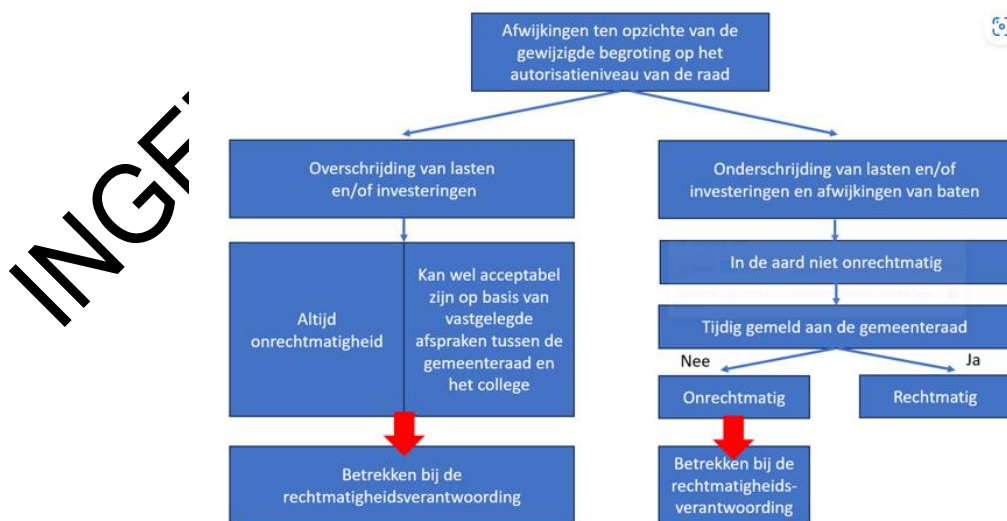 Afwijkingen ten opzichte van de
gewijzigde begroting op het
autorisatieniveau van de raad
Overschrijding van lasten
en/of investeringen
Onderschrijding van lasten en/of
investeringen en afwijkingen van baten
Altijd
onrechtmatigheid
Kan wel acceptabel
zijn op basis van
vastgelegde
afspraken tussen de
gemeenteraad en
het college
In de aard niet onrechtmatig
Tijdig gemeld aan de gemeenteraad
Nee
Ja
Onrechtmatig
Rechtmatig
Betrekken bij de
rechtmatigheidsverantwoording
Betrekken bij de
rechtmatigheids-
verantwoording